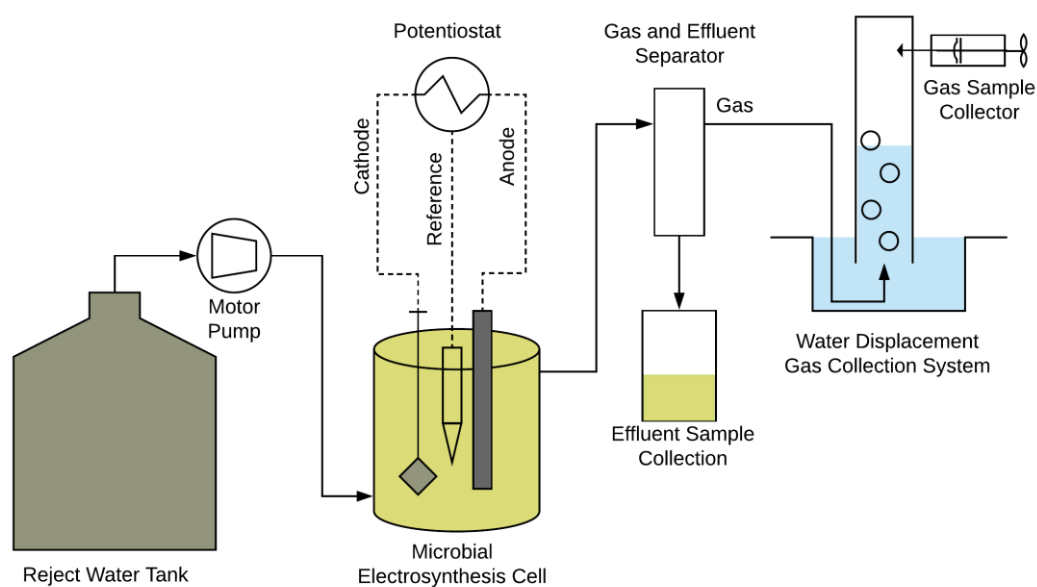 Potentiostat
Gas and Effluent
Separator
Gas Sample
Collector
Gas
Cathode
Reference
Anode
Motor
Pump
Water Displacement
Gas Collection System
Effluent Sample
Collection
Reject Water Tank
Microbial
Electrosynthesis Cell